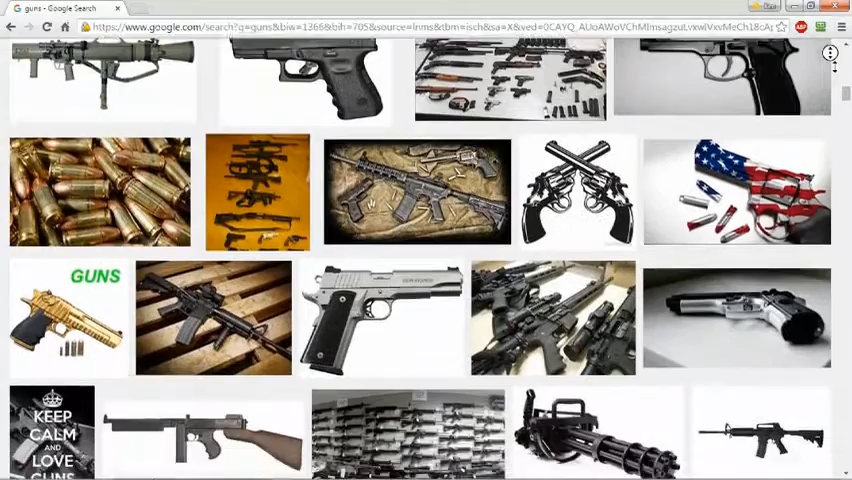 guns - Google Search
https://www.google.com/search?q=guns&biw=1366&bih=705&source=lnms&tbm=isch&sa=X&ved=
GUNS
KEEP
CALM
AND
LOVE
GUNS